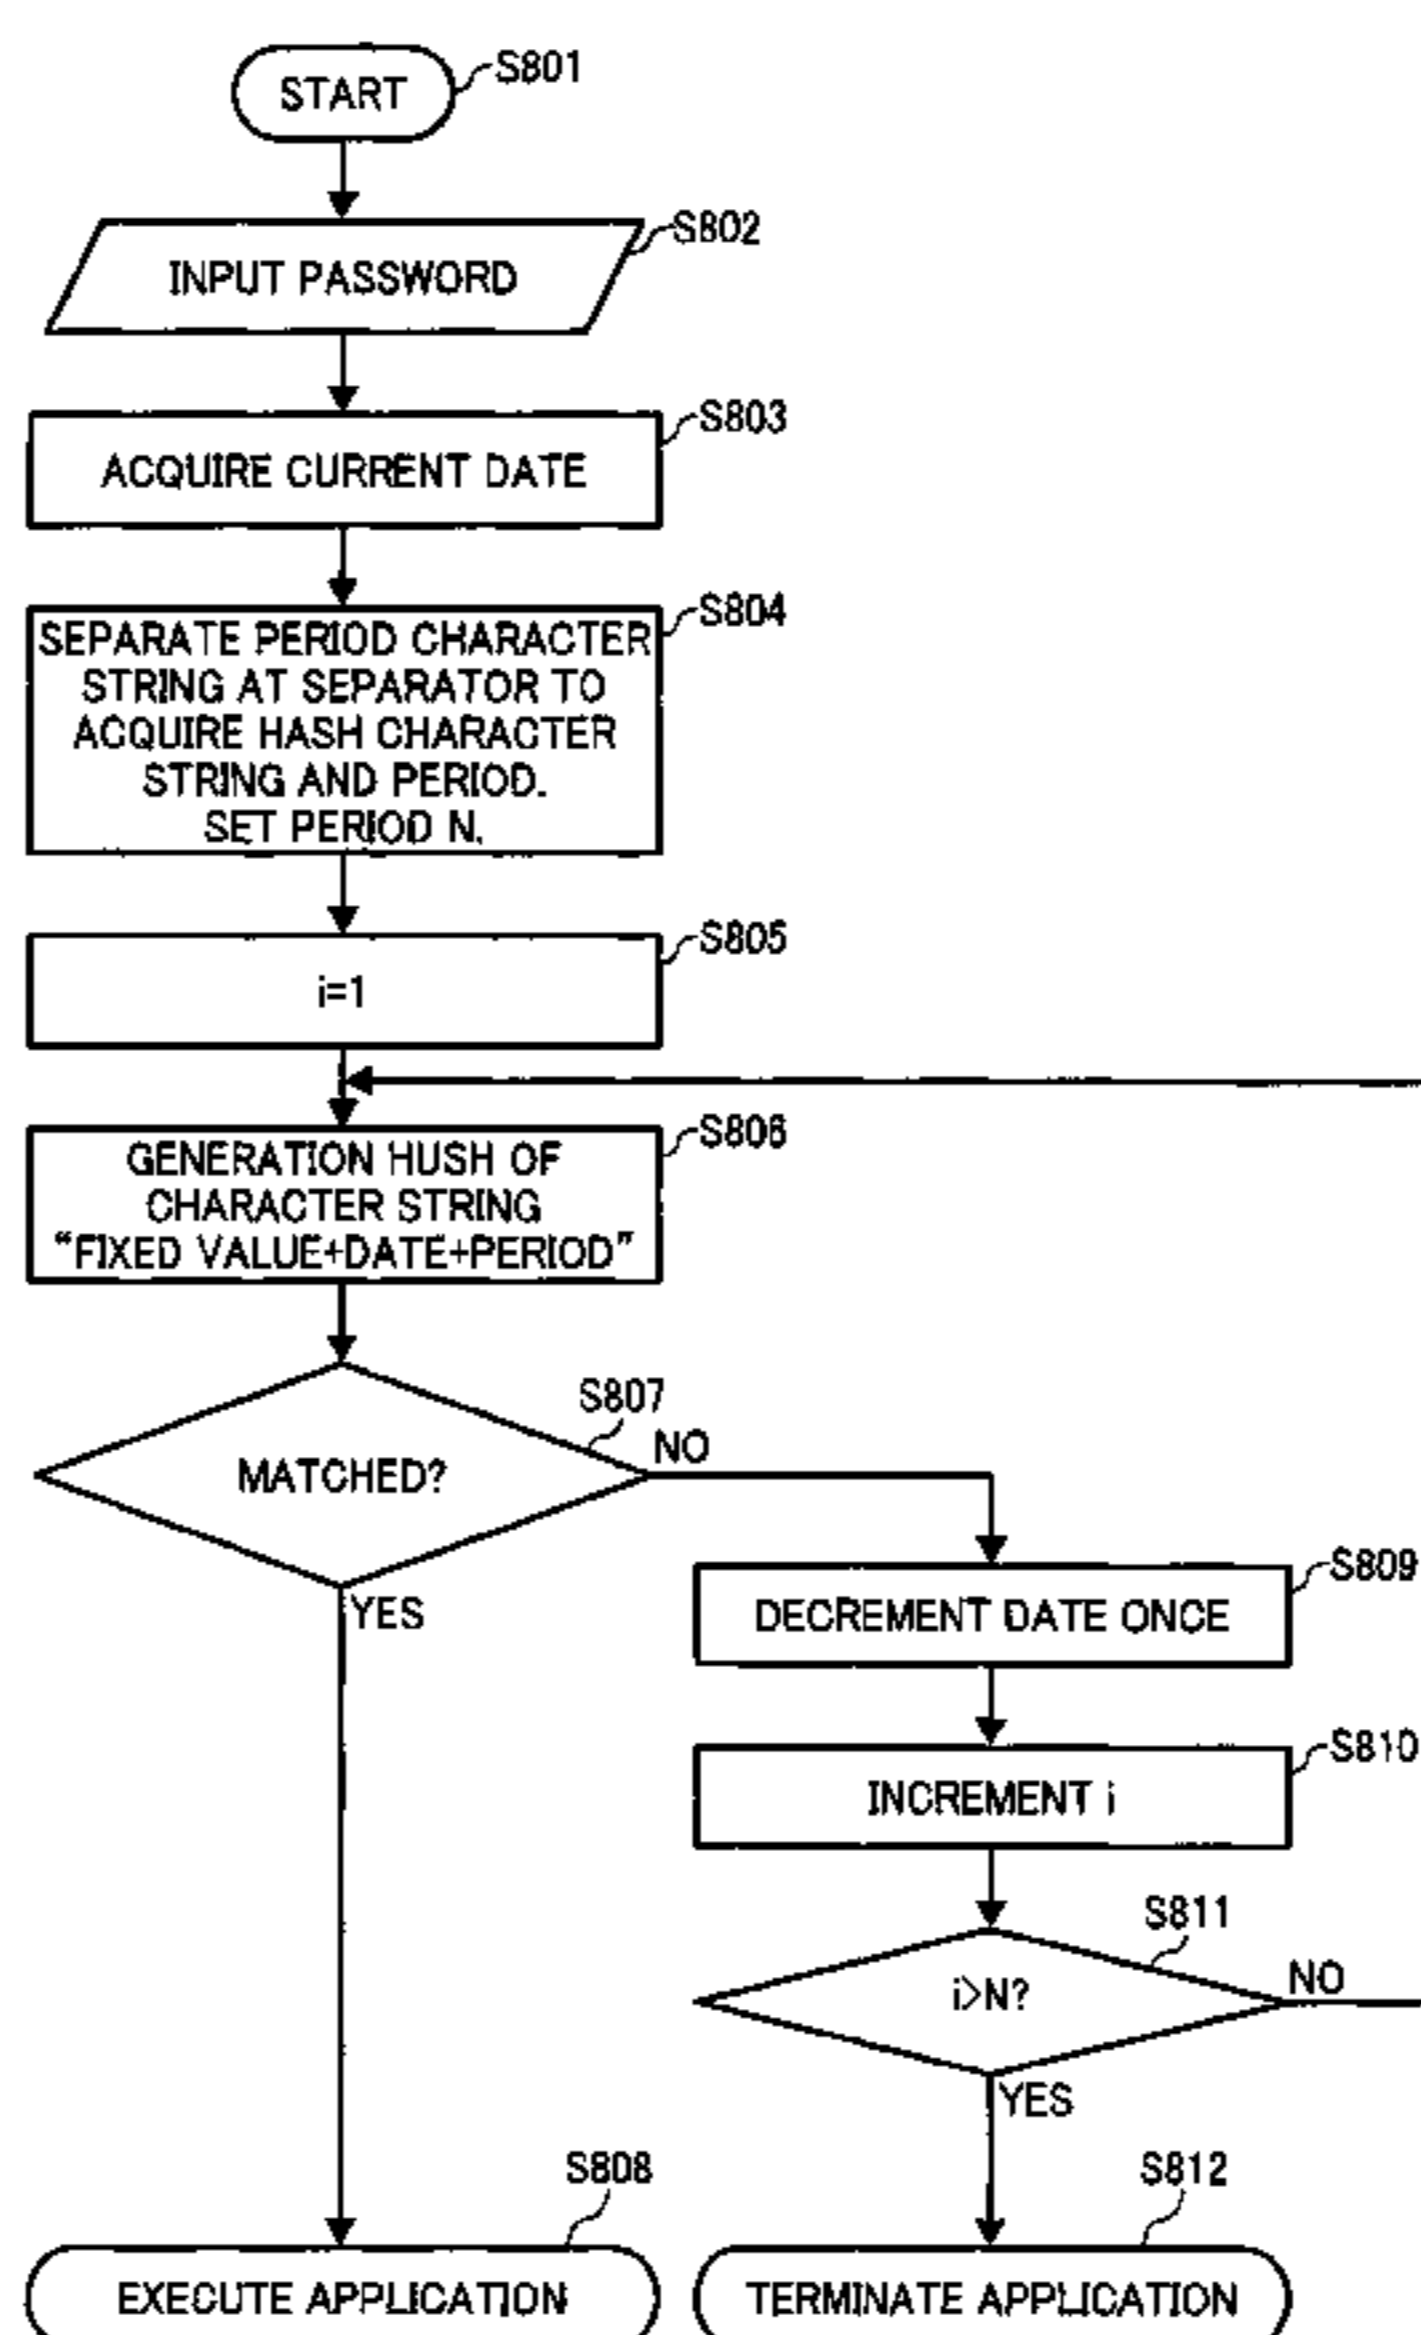 START
S801
INPUT PASSWORD
S802
ACQUIRE CURRENT DATE
S803
SEPARATE PERIOD CHARACTER
STRING AT SEPARATOR TO
ACQUIRE HASH CHARACTER
STRING AND PERIOD.
SET PERIOD N.
S804
i=1
S805
GENERATION HUSH OF
CHARACTER STRING
"FIXED VALUE+DATE+PERIOD"
S806
MATCHED?
S807
NO
YES
DECREMENT DATE ONCE
S809
INCREMENT i
S810
i>N?
S811
NO
YES
EXECUTE APPLICATION
S808
TERMINATE APPLICATION
S812